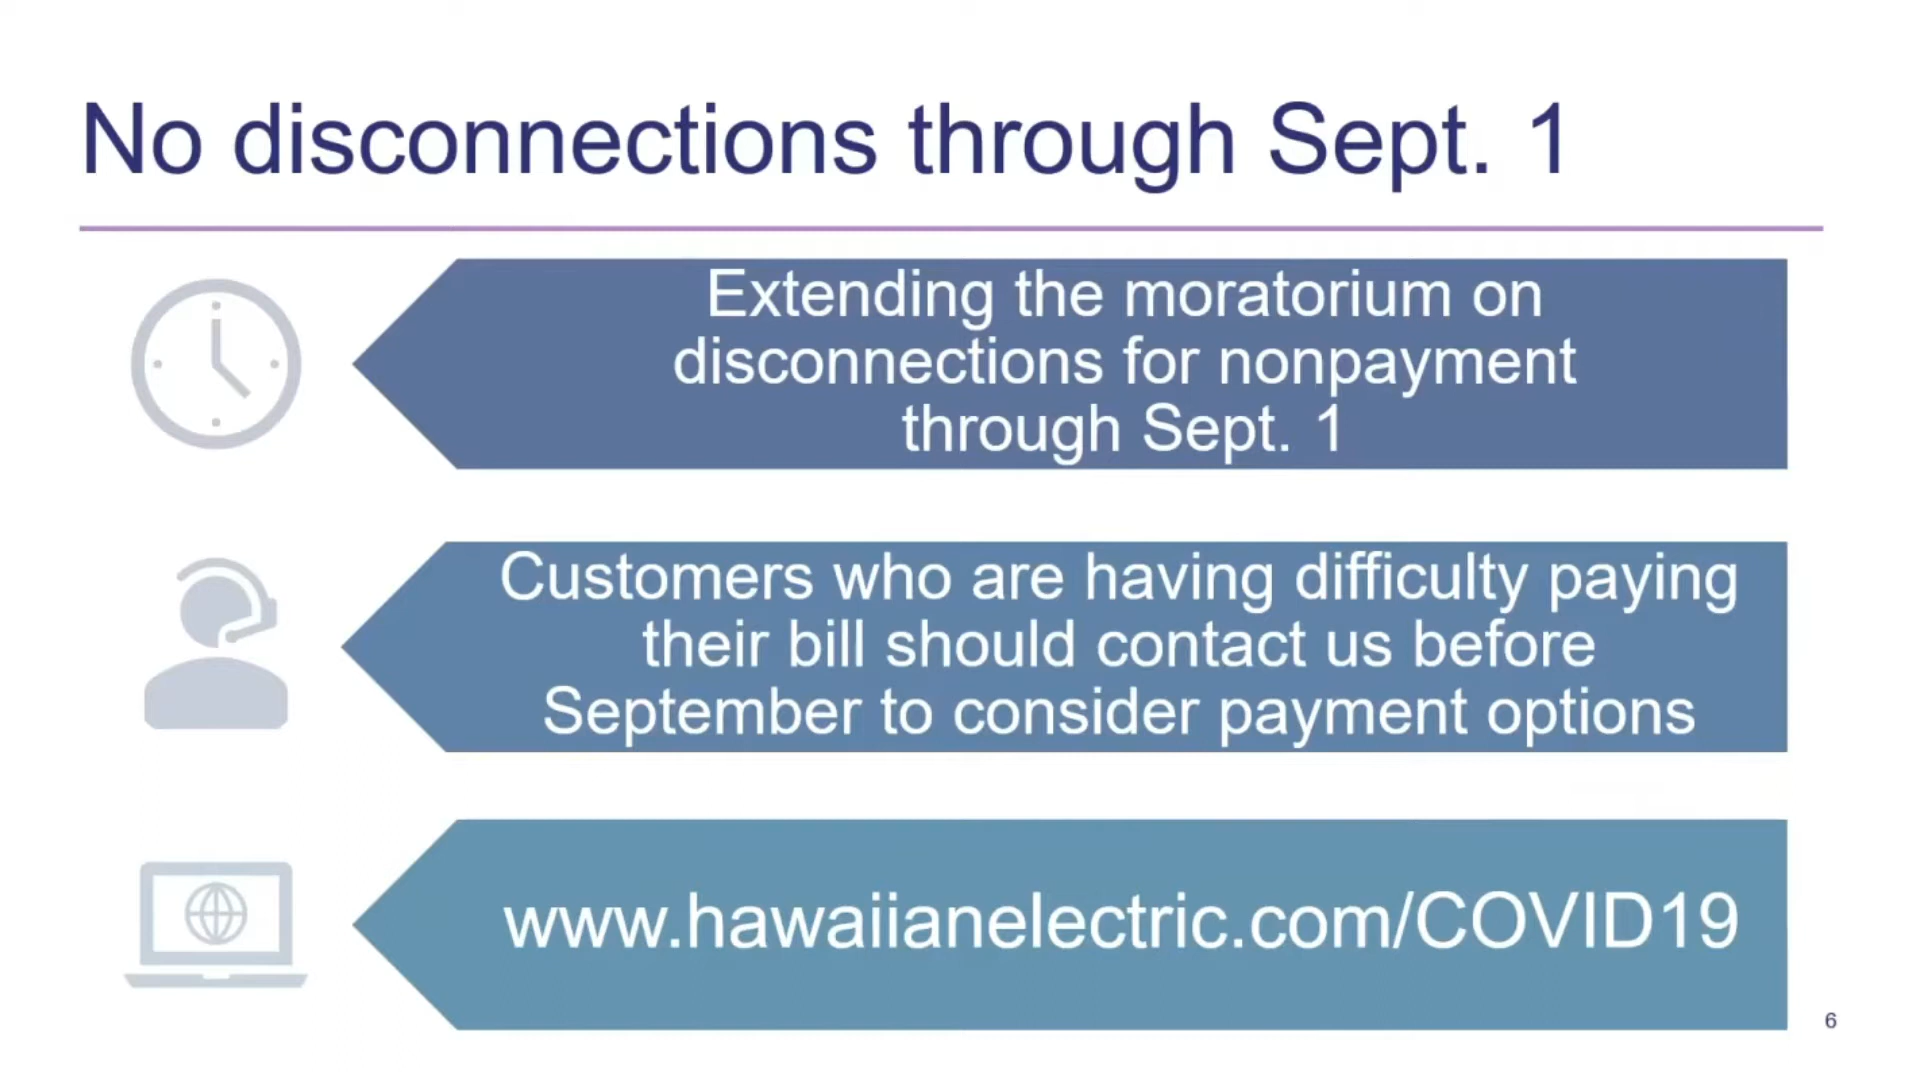 No disconnections through Sept. 1
Extending the moratorium on
disconnections for nonpayment
through Sept. 1
Customers who are having difficulty paying
their bill should contact us before
September to consider payment options
www.hawaiianelectric.com/COVID19
6